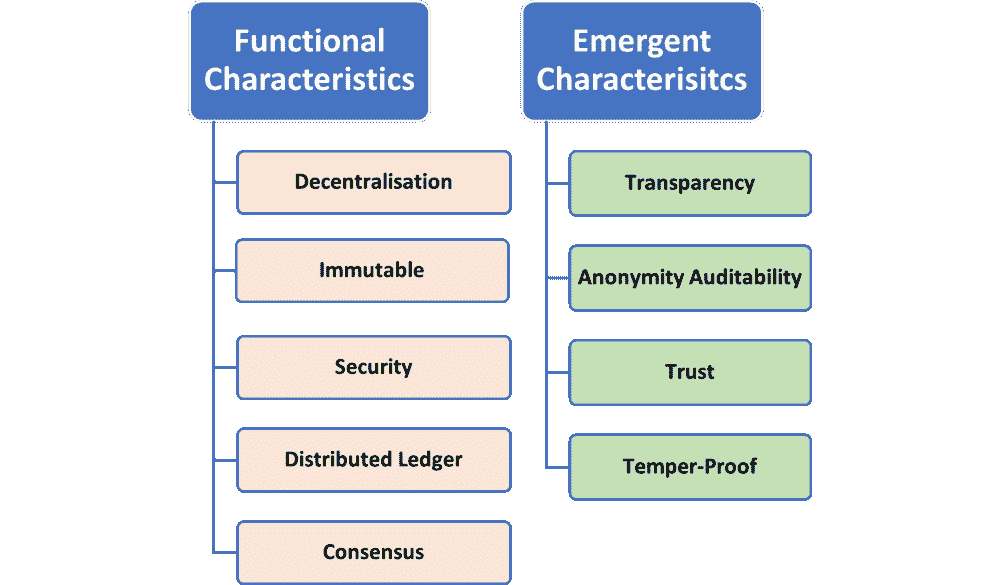 Functional
Characteristics
Decentralisation
Immutable
Security
Distributed Ledger
Consensus
Emergent
Characterisitcs
Transparency
Anonymity Auditability
Trust
Temper-Proof